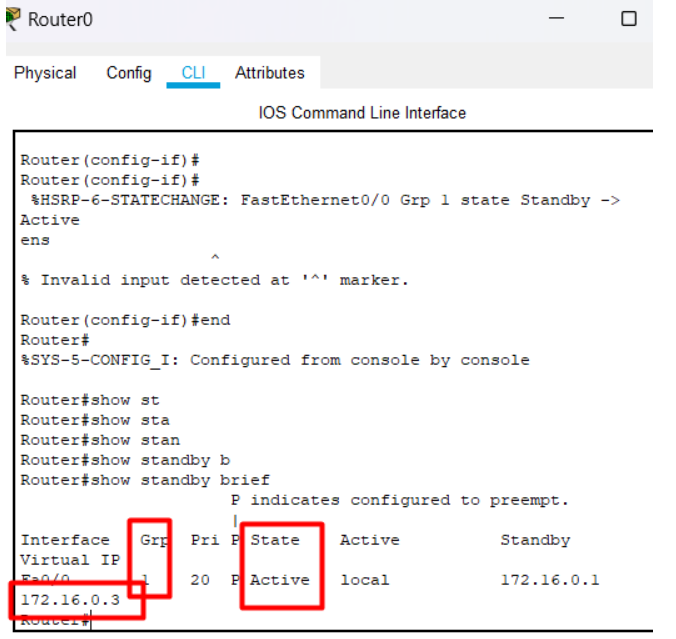 Router0
Physical Config CLI Attributes
IOS Command Line Interface
Router(config-if)#
Router(config-if)#
%HSRP-6-STATECHANGE: FastEthernet0/0 Grp 1 state Standby ->
Active
ens
^
% Invalid input detected at '^' marker.
Router(config-if)#end
Router#
%SYS-5-CONFIG_I: Configured from console by console
Router#show st
Router#show sta
Router#show stan
Router#show standby b
Router#show standby brief
P indicates configured to preempt.
|
Interface Grp Pri P State Active Standby
Virtual IP
Fa0/0 1 20 P Active local 172.16.0.1
172.16.0.3
Router#